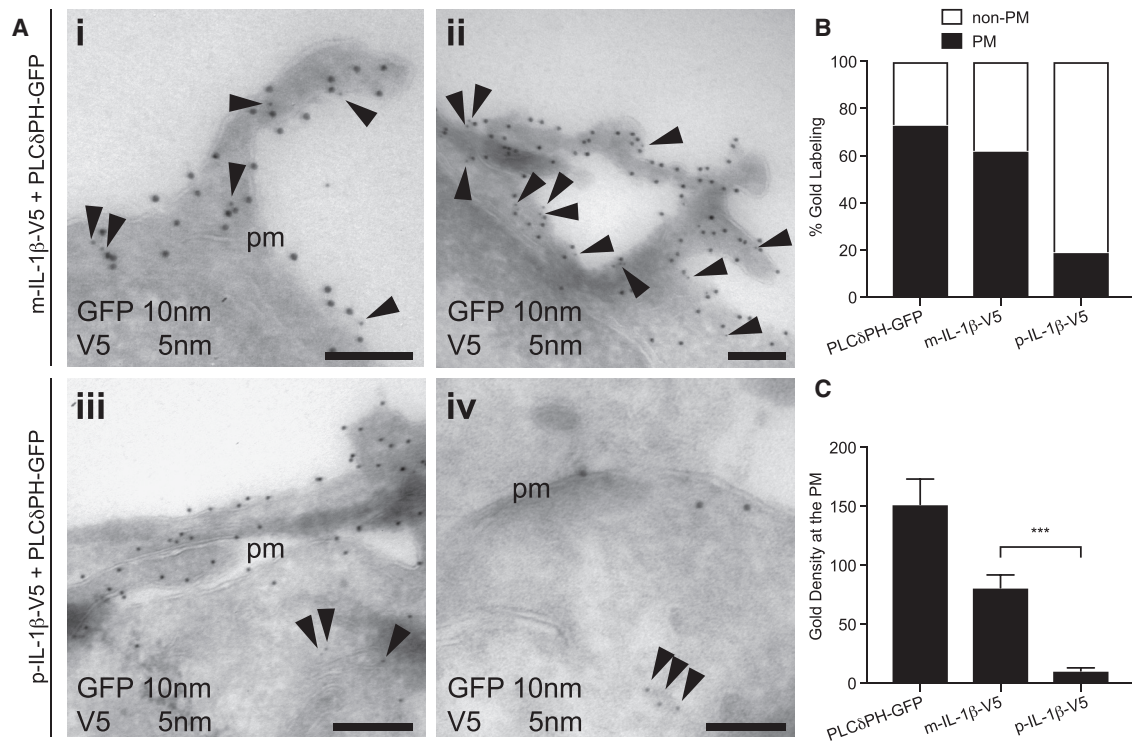 A
m-IL-1β-V5 + PLCδPH-GFP
i
pm
GFP 10nm
V5 5nm
ii
GFP 10nm
V5 5nm
p-IL-1β-V5 + PLCδPH-GFP
iii
pm
GFP 10nm
V5 5nm
iv
pm
GFP 10nm
V5 5nm
B
non-PM
PM
% Gold Labeling
100
80
60
40
20
0
PLCδPH-GFP
m-IL-1β-V5
p-IL-1β-V5
C
Gold Density at the PM
200
150
100
50
0
***
PLCδPH-GFP
m-IL-1β-V5
p-IL-1β-V5